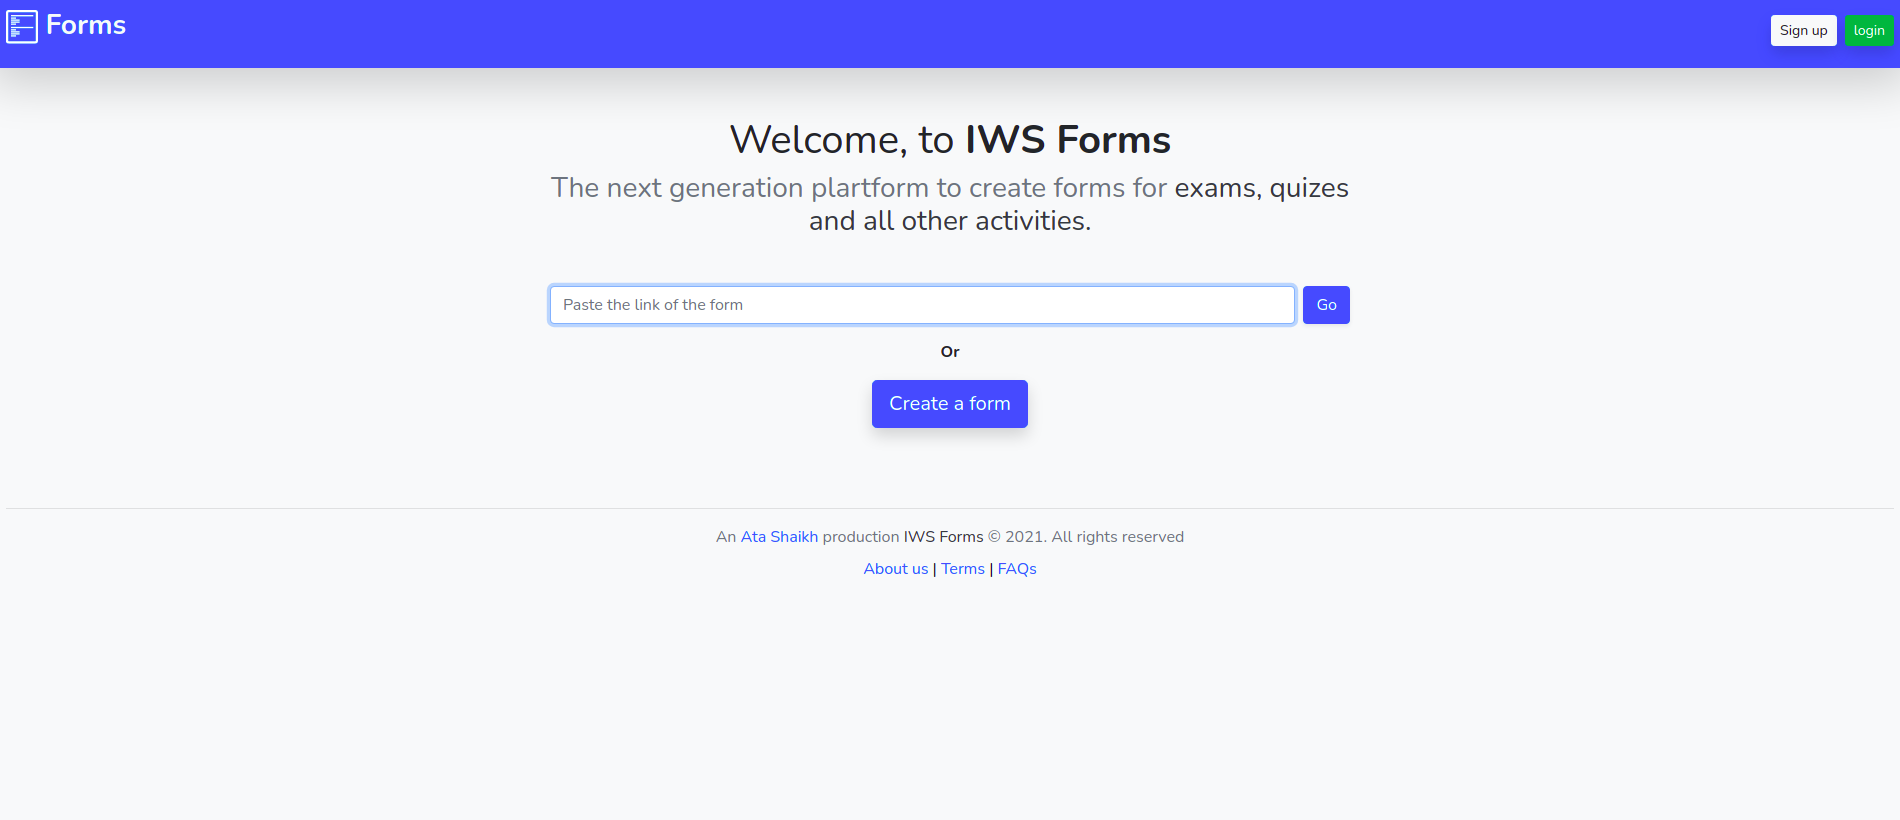 Forms
Sign up
login
Welcome, to IWS Forms
The next generation plartform to create forms for exams, quizes
and all other activities.
Paste the link of the form
Go
Or
Create a form
An Ata Shaikh production IWS Forms © 2021. All rights reserved
About us | Terms | FAQs